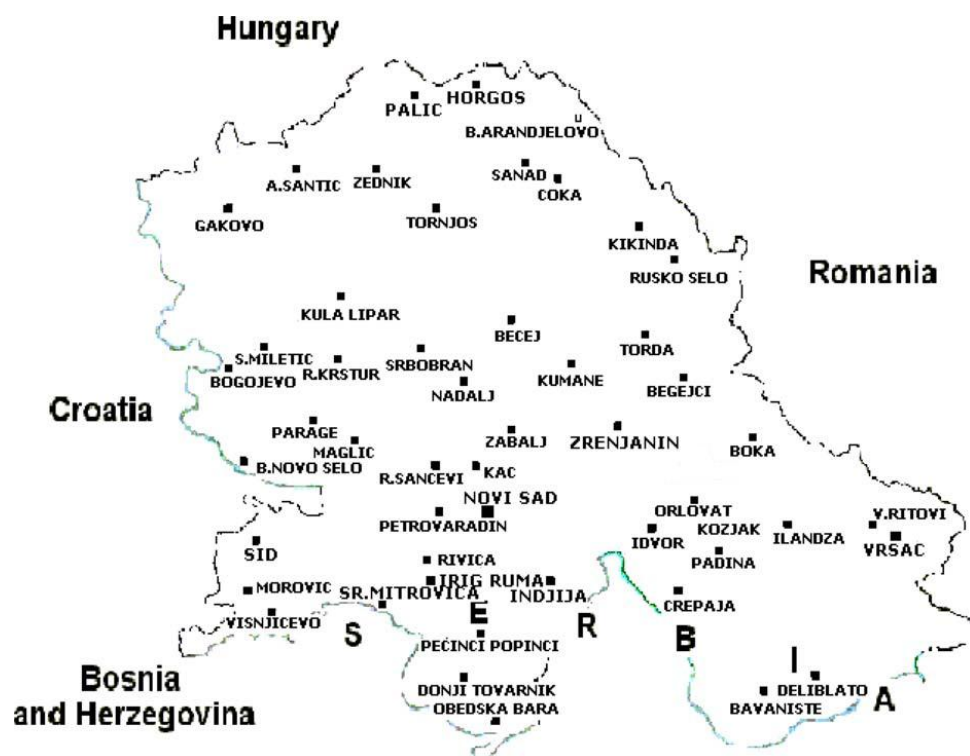 Hungary
HORGOS
PALIC
B.ARANDJELOVO
SANAD
A.SANTIC
ZEDNIK
COKA
GAKOVO
TORNJOS
KIKINDA
RUSKO SELO
Romania
KULA LIPAR
BECEJ
TORDA
S.MILETIC
R.KRSTUR
SRBOBRAN
KUMANE
BOGOJEVO
NADALJ
BEGEJCI
Croatia
PARAGE
MAGLIC
ZABALJ
ZRENJANIN
BOKA
B.NOVO SELO
R.SANCEVI
KAC
NOVI SAD
ORLOVAT
V.RITOVI
PETROVARADIN
KOZJAK
ILANDZA
IDVOR
VRSAC
SID
RIVICA
PADINA
MOROVIC
IRIG RUMA
SR.MITROVICA
INDJIJA
CREPAJA
VISNJICEVO
S E R B I A
PEĆINCI POPINCI
Bosnia
and Herzegovina
DONJI TOVARNIK
DELIBLATO
OBEDSKA BARA
BAVANISTE